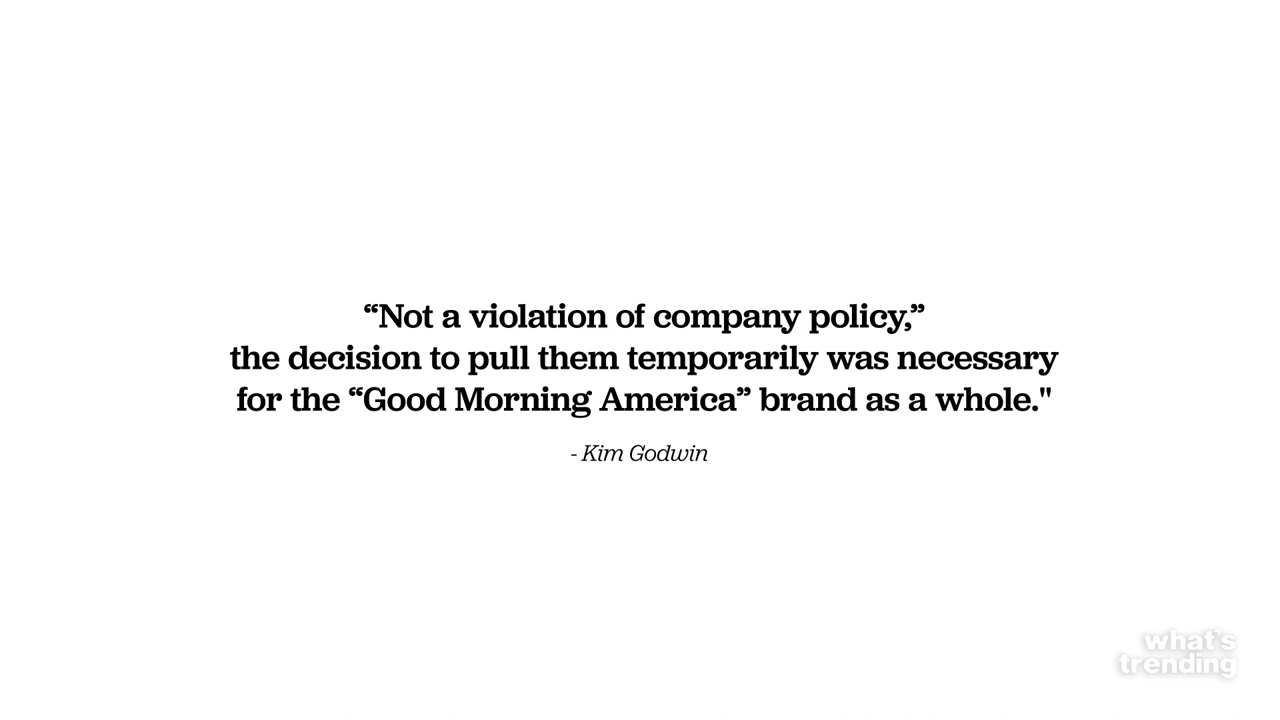 “Not a violation of company policy,”
the decision to pull them temporarily was necessary
for the “Good Morning America” brand as a whole."
- Kim Godwin
what's
trending